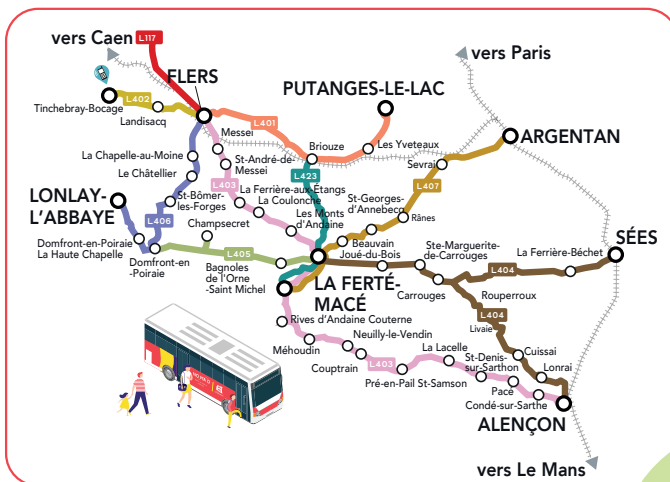 vers Caen
L117
vers Paris
FLERS
PUTANGES-LE-LAC
L402
Tinchebray-Bocage
Landisacq
Messei
L401
Briouze
Les Yveteaux
ARGENTAN
Sevrai
La Chapelle-au-Moine
St-André-de-
Messei
Le Châtellier
L403
L423
L407
La Ferrière-aux-Étangs
La Coulonche
St-Georges-
d'Annebecq
LONLAY-
L'ABBAYE
St-Bômer-
les-Forges
Les Monts
d'Andaine
Rânes
L406
Champsecret
Beauvain
Domfront-en-Poiraie
La Haute Chapelle
Joué-du-Bois
Ste-Marguerite-
de-Carrouges
SÉES
La Ferrière-Béchet
Domfront-en
-Poiraie
L405
Bagnoles
de l'Orne
-Saint Michel
L404
LA FERTÉ-
MACÉ
Carrouges
Rouperroux
L404
Livaie
Rives d'Andaine Couterne
Méhoudin
Neuilly-le-Vendin
La Lacelle
Cuissai
Couptrain
L403
St-Denis-
sur-Sarthon
Lonrai
Pré-en-Pail St-Samson
Pacé
Condé-sur-Sarthe
ALENÇON
vers Le Mans